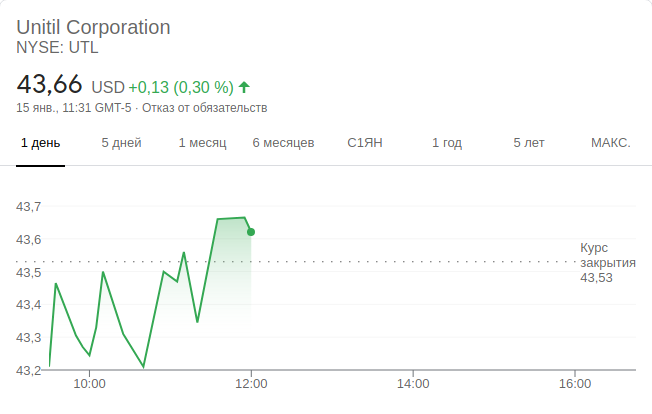 Unitil Corporation
NYSE: UTL
43,66 USD +0,13 (0,30 %)
15 янв., 11:31 GMT-5 · Отказ от обязательств
1 день 5 дней 1 месяц 6 месяцев С1ЯН 1 год 5 лет МАКС.
43,7
43,6
43,5
43,4
43,3
43,2
Курс
закрытия
43,53
10:00 12:00 14:00 16:00